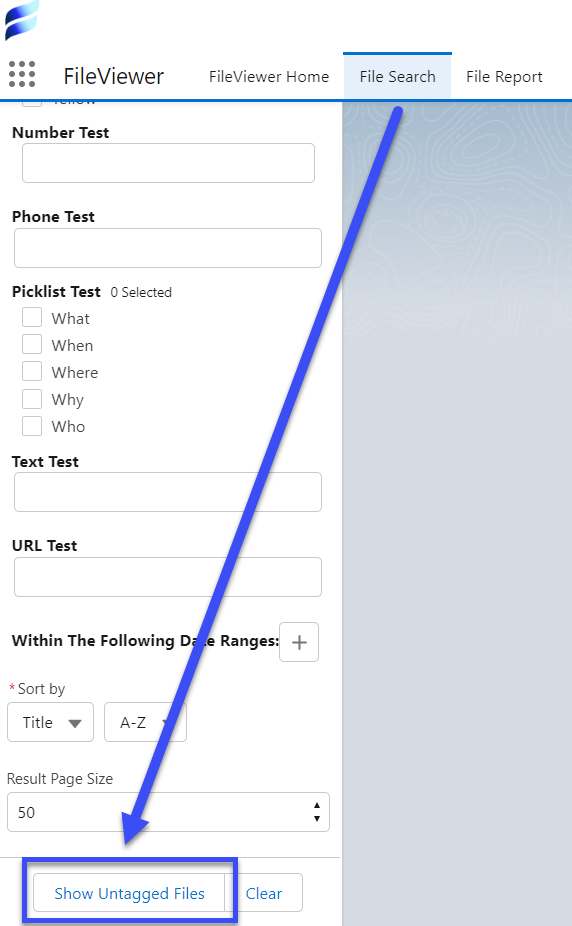 FileViewer FileViewer Home File Search File Report
Yellow
Number Test
Phone Test
Picklist Test 0 Selected
What
When
Where
Why
Who
Text Test
URL Test
Within The Following Date Ranges: +
*Sort by
Title A-Z
Result Page Size
50
Show Untagged Files Clear